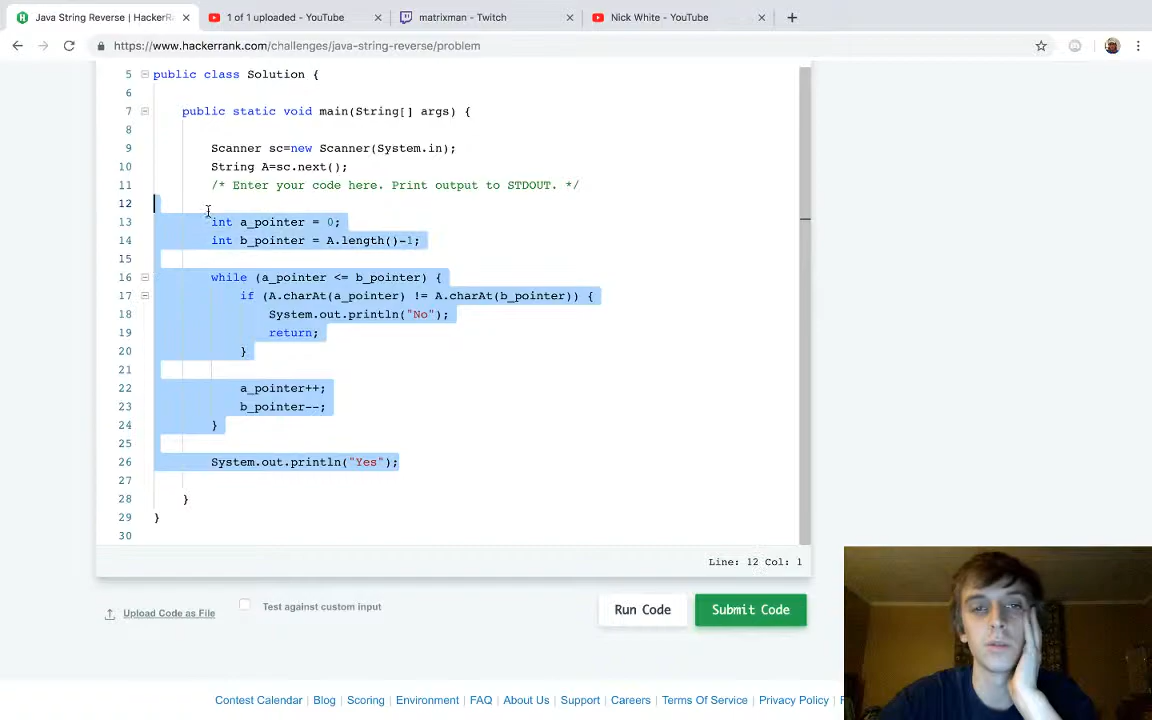 Java String Reverse | HackerRa
1 of 1 uploaded - YouTube
matrixman - Twitch
Nick White - YouTube
https://www.hackerrank.com/challenges/java-string-reverse/problem
5 public class Solution {
6
7 public static void main(String[] args) {
8
9 Scanner sc=new Scanner(System.in);
10 String A=sc.next();
11 /* Enter your code here. Print output to STDOUT. */
12
13 int a_pointer = 0;
14 int b_pointer = A.length()-1;
15
16 while (a_pointer <= b_pointer) {
17 if (A.charAt(a_pointer) != A.charAt(b_pointer)) {
18 System.out.println("No");
19 return;
20 }
21
22 a_pointer++;
23 b_pointer--;
24 }
25
26 System.out.println("Yes");
27
28 }
29 }
30
Line: 12 Col: 1
Upload Code as File
Test against custom input
Run Code
Submit Code
Contest Calendar | Blog | Scoring | Environment | FAQ | About Us | Support | Careers | Terms Of Service | Privacy Policy |